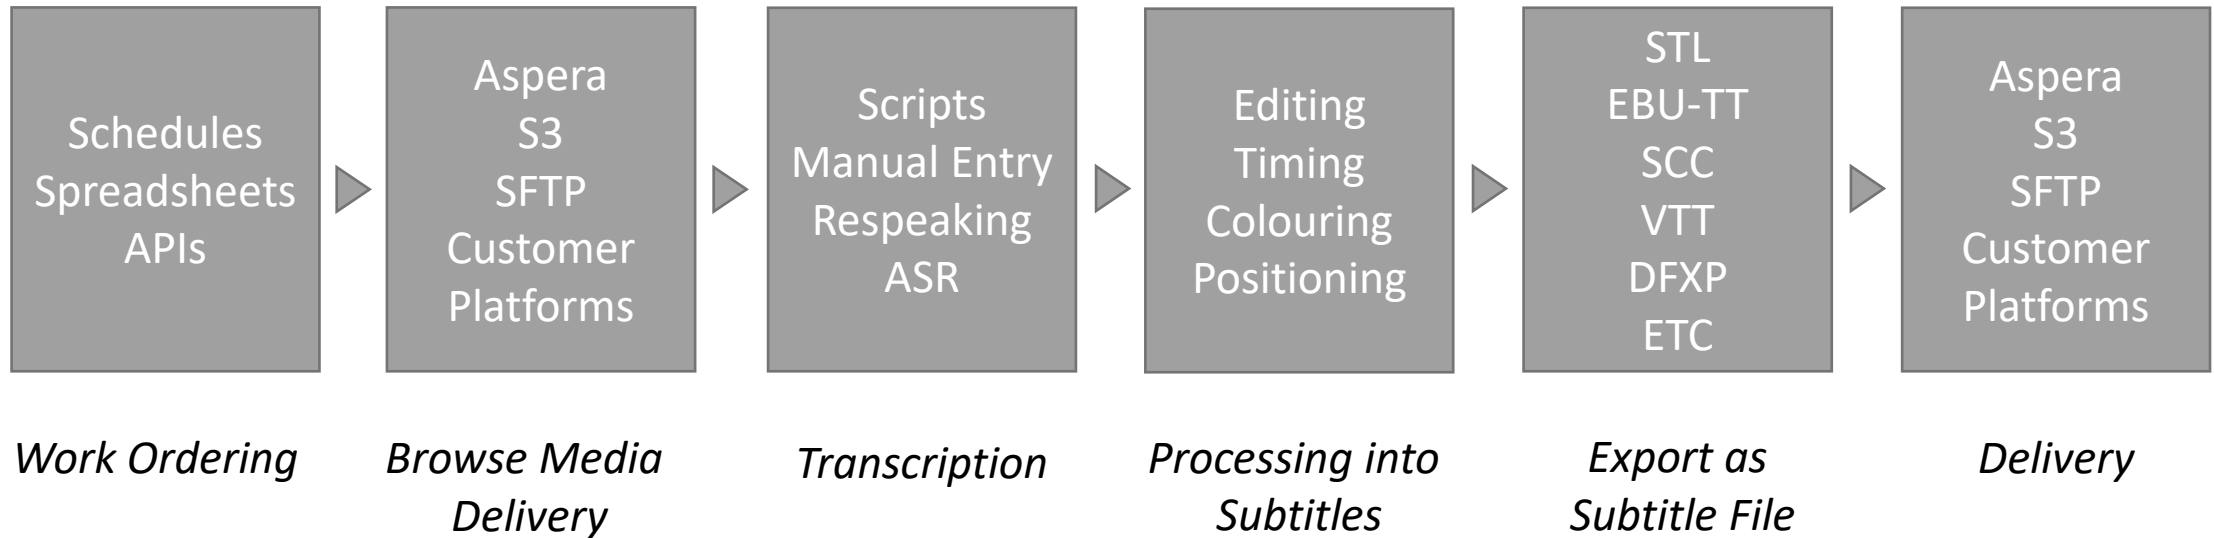 Schedules
Spreadsheets
APIs
Aspera
S3
SFTP
Customer
Platforms
Scripts
Manual Entry
Respeaking
ASR
Editing
Timing
Colouring
Positioning
STL
EBU-TT
SCC
VTT
DFXP
ETC
Aspera
S3
SFTP
Customer
Platforms
Work Ordering
Browse Media
Delivery
Transcription
Processing into
Subtitles
Export as
Subtitle File
Delivery